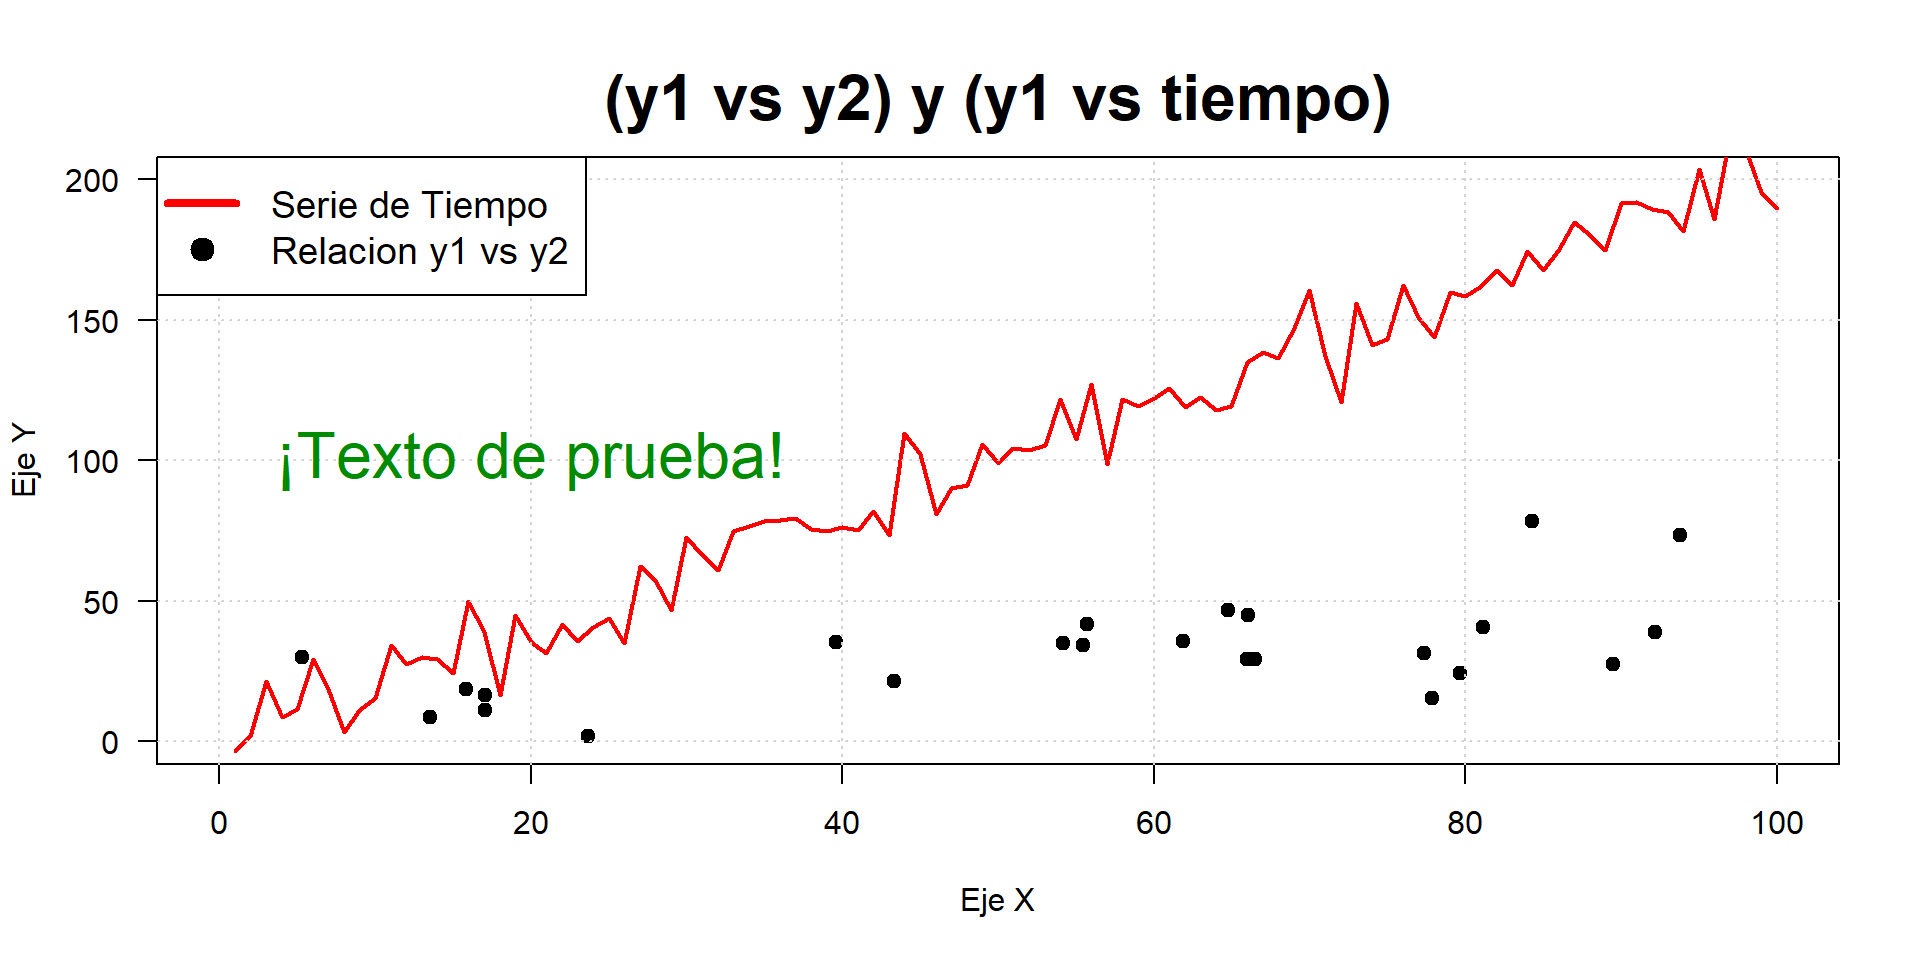 (y1 vs y2) y (y1 vs tiempo)
Serie de Tiempo
Relacion y1 vs y2
¡Texto de prueba!
Eje Y
200
150
100
50
0
0 20 40 60 80 100
Eje X